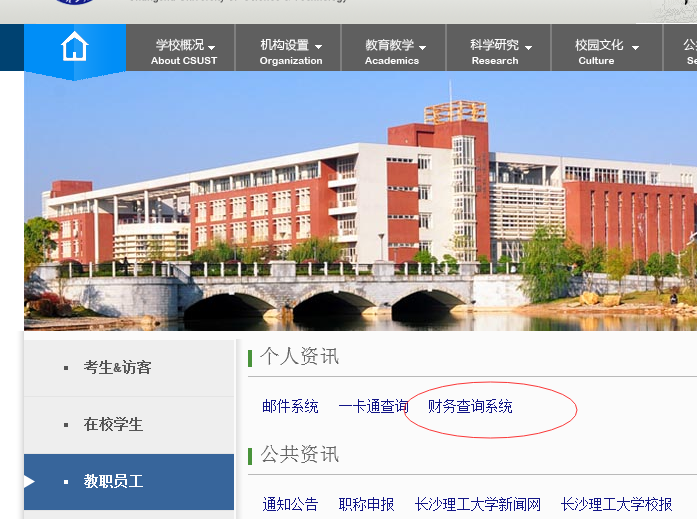 学校概况 机构设置 教育教学 科学研究 校园文化 公
About CSUST Organization Academics Research Culture Se
考生&访客
在校学生
教职员工
个人资讯
邮件系统 一卡通查询 财务查询系统
公共资讯
通知公告 职称申报 长沙理工大学新闻网 长沙理工大学校报